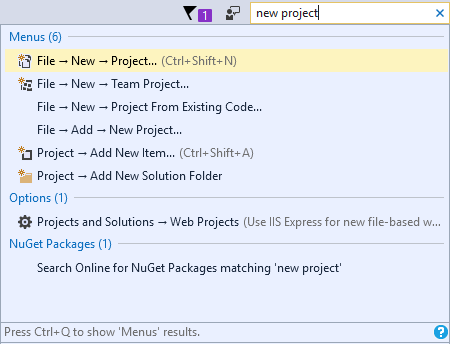 1
new project
Menus (6)
File → New → Project... (Ctrl+Shift+N)
File → New → Team Project...
File → New → Project From Existing Code...
File → Add → New Project...
Project → Add New Item... (Ctrl+Shift+A)
Project → Add New Solution Folder
Options (1)
Projects and Solutions → Web Projects (Use IIS Express for new file-based w...
NuGet Packages (1)
Search Online for NuGet Packages matching 'new project'
Press Ctrl+Q to show 'Menus' results.